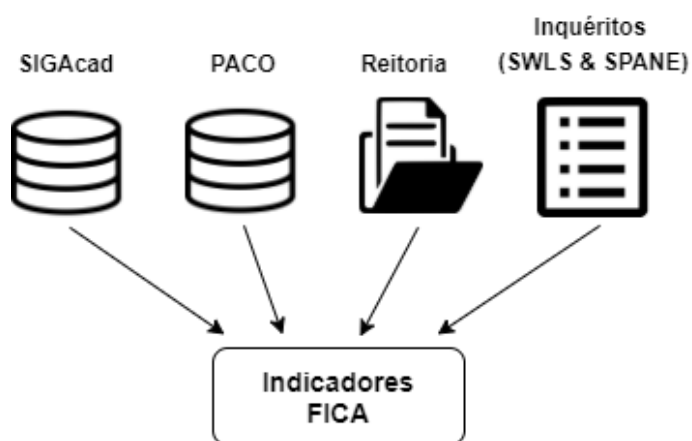 SIGAcad
PACO
Reitoria
Inquéritos
(SWLS & SPANE)
Indicadores
FICA